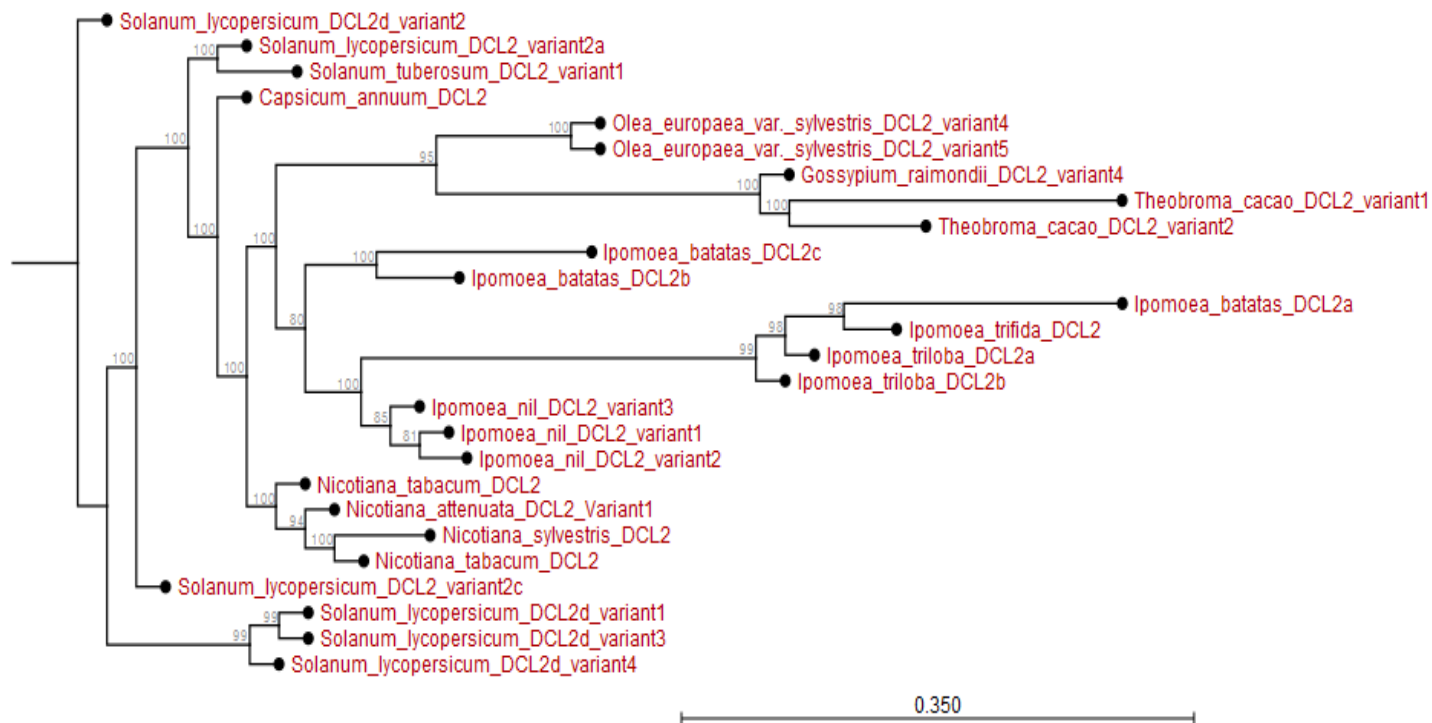 Solanum_lycopersicum_DCL2d_variant2
100 Solanum_lycopersicum_DCL2_variant2a
Solanum_tuberosum_DCL2_variant1
Capsicum_annuum_DCL2
100 Olea_europaea_var._sylvestris_DCL2_variant4
100
Olea_europaea_var._sylvestris_DCL2_variant5
95
Gossypium_raimondii_DCL2_variant4
100
Theobroma_cacao_DCL2_variant1
100
Theobroma_cacao_DCL2_variant2
100
Ipomoea_batatas_DCL2c
100
100
Ipomoea_batatas_DCL2b
Ipomoea_batatas_DCL2a
98
80
Ipomoea_trifida_DCL2
98
Ipomoea_triloba_DCL2a
99
100
Ipomoea_triloba_DCL2b
100
100
Ipomoea_nil_DCL2_variant3
85
Ipomoea_nil_DCL2_variant1
81
Ipomoea_nil_DCL2_variant2
Nicotiana_tabacum_DCL2
100
Nicotiana_attenuata_DCL2_Variant1
94
Nicotiana_sylvestris_DCL2
100
Nicotiana_tabacum_DCL2
Solanum_lycopersicum_DCL2_variant2c
Solanum_lycopersicum_DCL2d_variant1
99
Solanum_lycopersicum_DCL2d_variant3
99
Solanum_lycopersicum_DCL2d_variant4
0.350